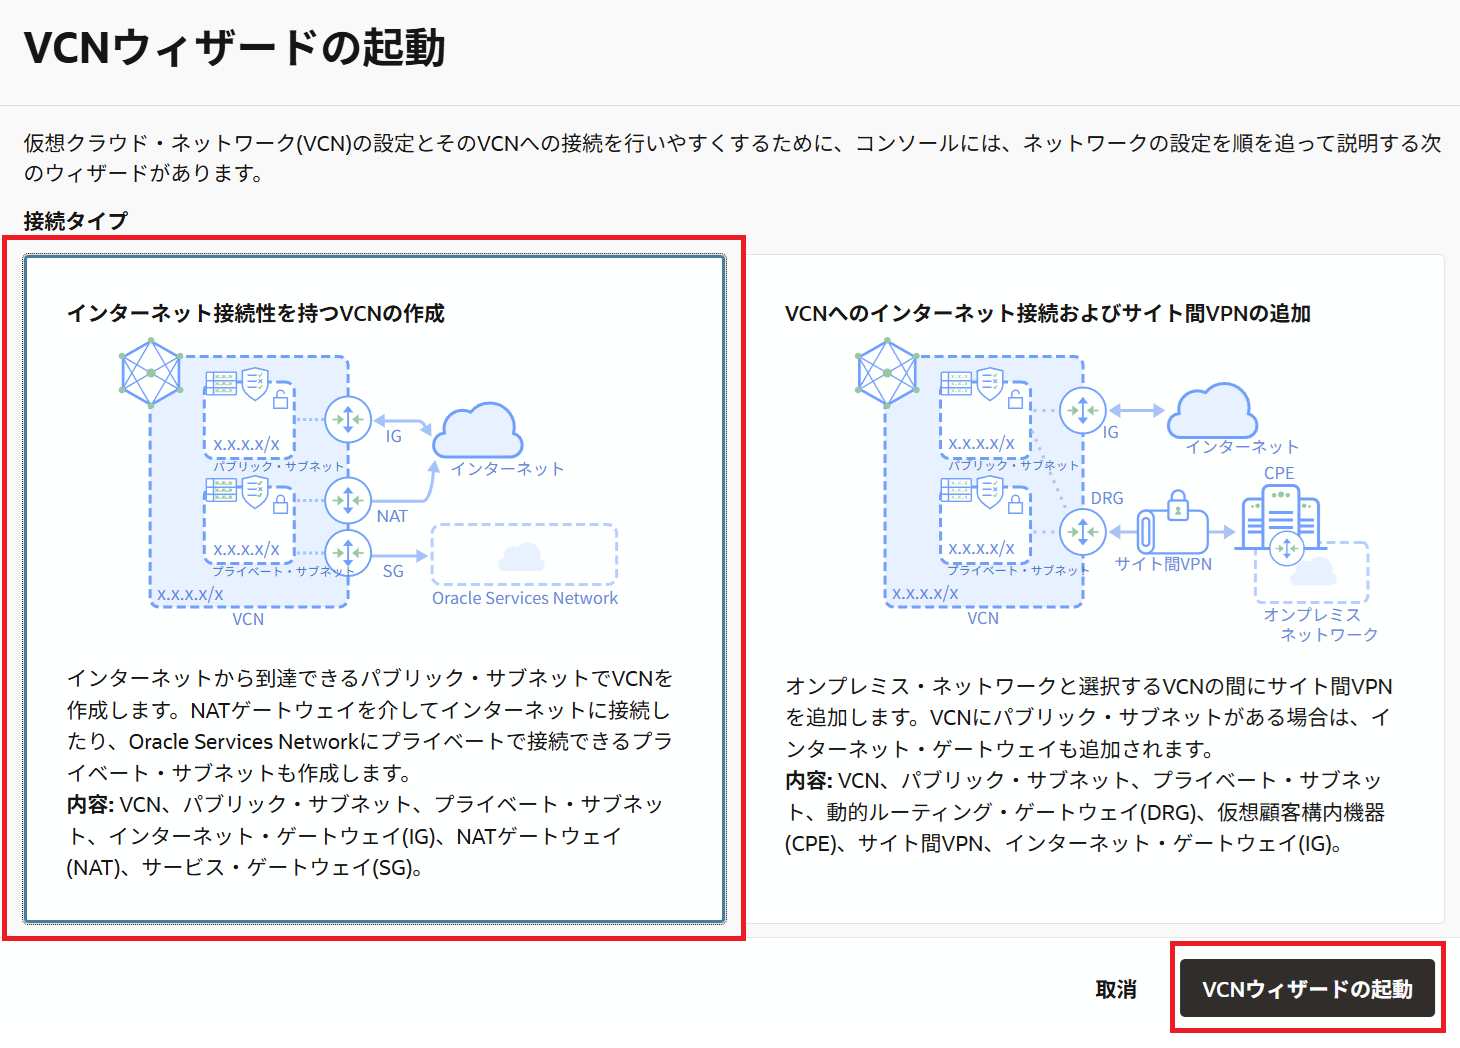 VCNウィザードの起動
仮想クラウド・ネットワーク(VCN)の設定とそのVCNへの接続を行いやすくするために、コンソールには、ネットワークの設定を順を追って説明する次
のウィザードがあります。
接続タイプ
インターネット接続性を持つVCNの作成
x.x.x.x/x
パブリック・サブネット
IG
インターネット
x.x.x.x/x
プライベート・サブネット
NAT
SG
Oracle Services Network
x.x.x.x/x
VCN
インターネットから到達できるパブリック・サブネットでVCNを
作成します。NATゲートウェイを介してインターネットに接続し
たり、Oracle Services Networkにプライベートで接続できるプラ
イベート・サブネットも作成します。
内容: VCN、パブリック・サブネット、プライベート・サブネッ
ト、インターネット・ゲートウェイ(IG)、NATゲートウェイ
(NAT)、サービス・ゲートウェイ(SG)。
VCNへのインターネット接続およびサイト間VPNの追加
x.x.x.x/x
パブリック・サブネット
IG
インターネット
CPE
DRG
x.x.x.x/x
プライベート・サブネット
サイト間VPN
x.x.x.x/x
VCN
オンプレミス
ネットワーク
オンプレミス・ネットワークと選択するVCNの間にサイト間VPN
を追加します。VCNにパブリック・サブネットがある場合は、イ
ンターネット・ゲートウェイも追加されます。
内容: VCN、パブリック・サブネット、プライベート・サブネッ
ト、動的ルーティング・ゲートウェイ(DRG)、仮想顧客構内機器
(CPE)、サイト間VPN、インターネット・ゲートウェイ(IG)。
取消
VCNウィザードの起動